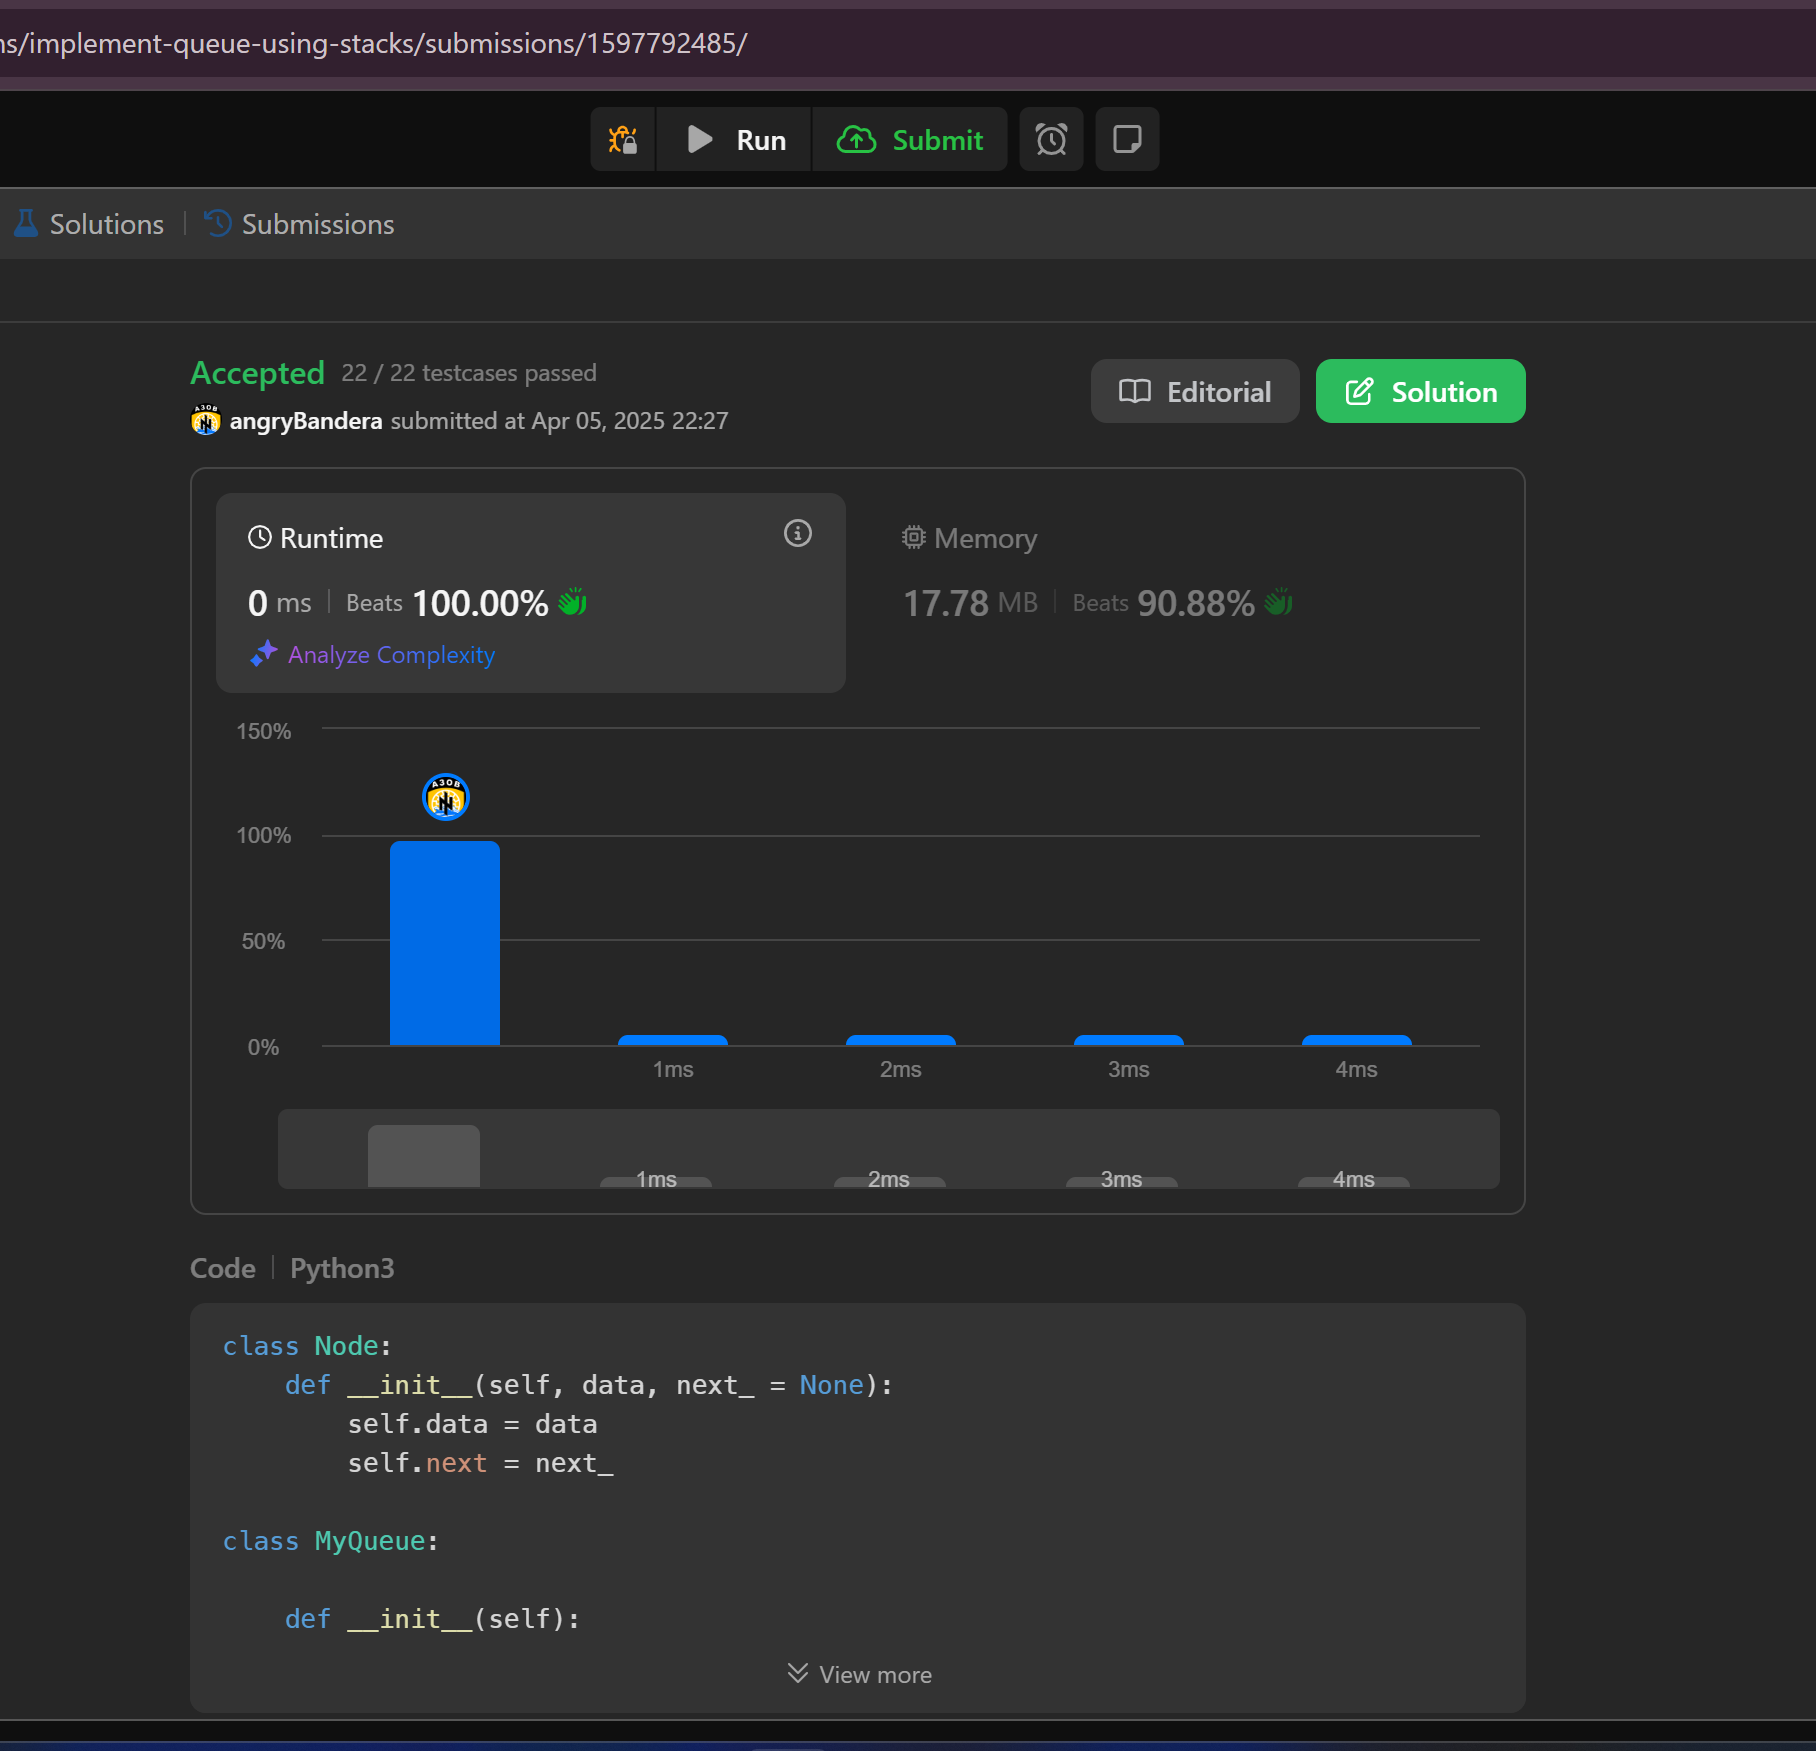 ns/implement-queue-using-stacks/submissions/1597792485/
Run
Submit
Solutions
Submissions
Accepted 22 / 22 testcases passed
angryBandera submitted at Apr 05, 2025 22:27
Editorial
Solution
Runtime
0 ms | Beats 100.00%
Analyze Complexity
Memory
17.78 MB | Beats 90.88%
150%
АЗОВ
100%
50%
0%
1ms 2ms 3ms 4ms
1ms 2ms 3ms 4ms
Code | Python3
class Node:
    def __init__(self, data, next_ = None):
        self.data = data
        self.next = next_
class MyQueue:
    def __init__(self):
View more